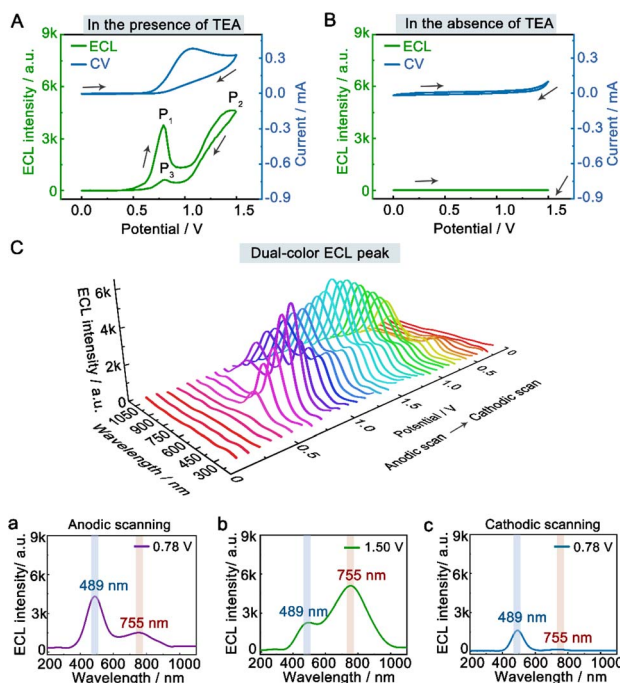 A
In the presence of TEA
ECL
CV
9k
6k
3k
0
ECL intensity / a.u.
0.3
0.0
-0.3
-0.6
-0.9
Current / mA
P1
P2
P3
0.0
0.5
1.0
1.5
Potential / V
B
In the absence of TEA
ECL
CV
9k
6k
3k
0
ECL intensity / a.u.
0.3
0.0
-0.3
-0.6
-0.9
Current / mA
0.0
0.5
1.0
1.5
Potential / V
C
Dual-color ECL peak
6k
4k
2k
0
ECL intensity / a.u.
1050
900
750
600
450
300
Wavelength / nm
0
0.5
1.0
1.5
1.0
0.5
0
Potential / V
Anodic scan → Cathodic scan
a
Anodic scanning
0.78 V
489 nm
755 nm
9k
6k
3k
0
ECL intensity/ a.u.
200 400 600 800 1000
Wavelength / nm
b
1.50 V
489 nm
755 nm
9k
6k
3k
0
ECL intensity / a.u.
200 400 600 800 1000
Wavelength / nm
c
Cathodic scanning
0.78 V
489 nm
755 nm
9k
6k
3k
0
ECL intensity / a.u.
200 400 600 800 1000
Wavelength / nm